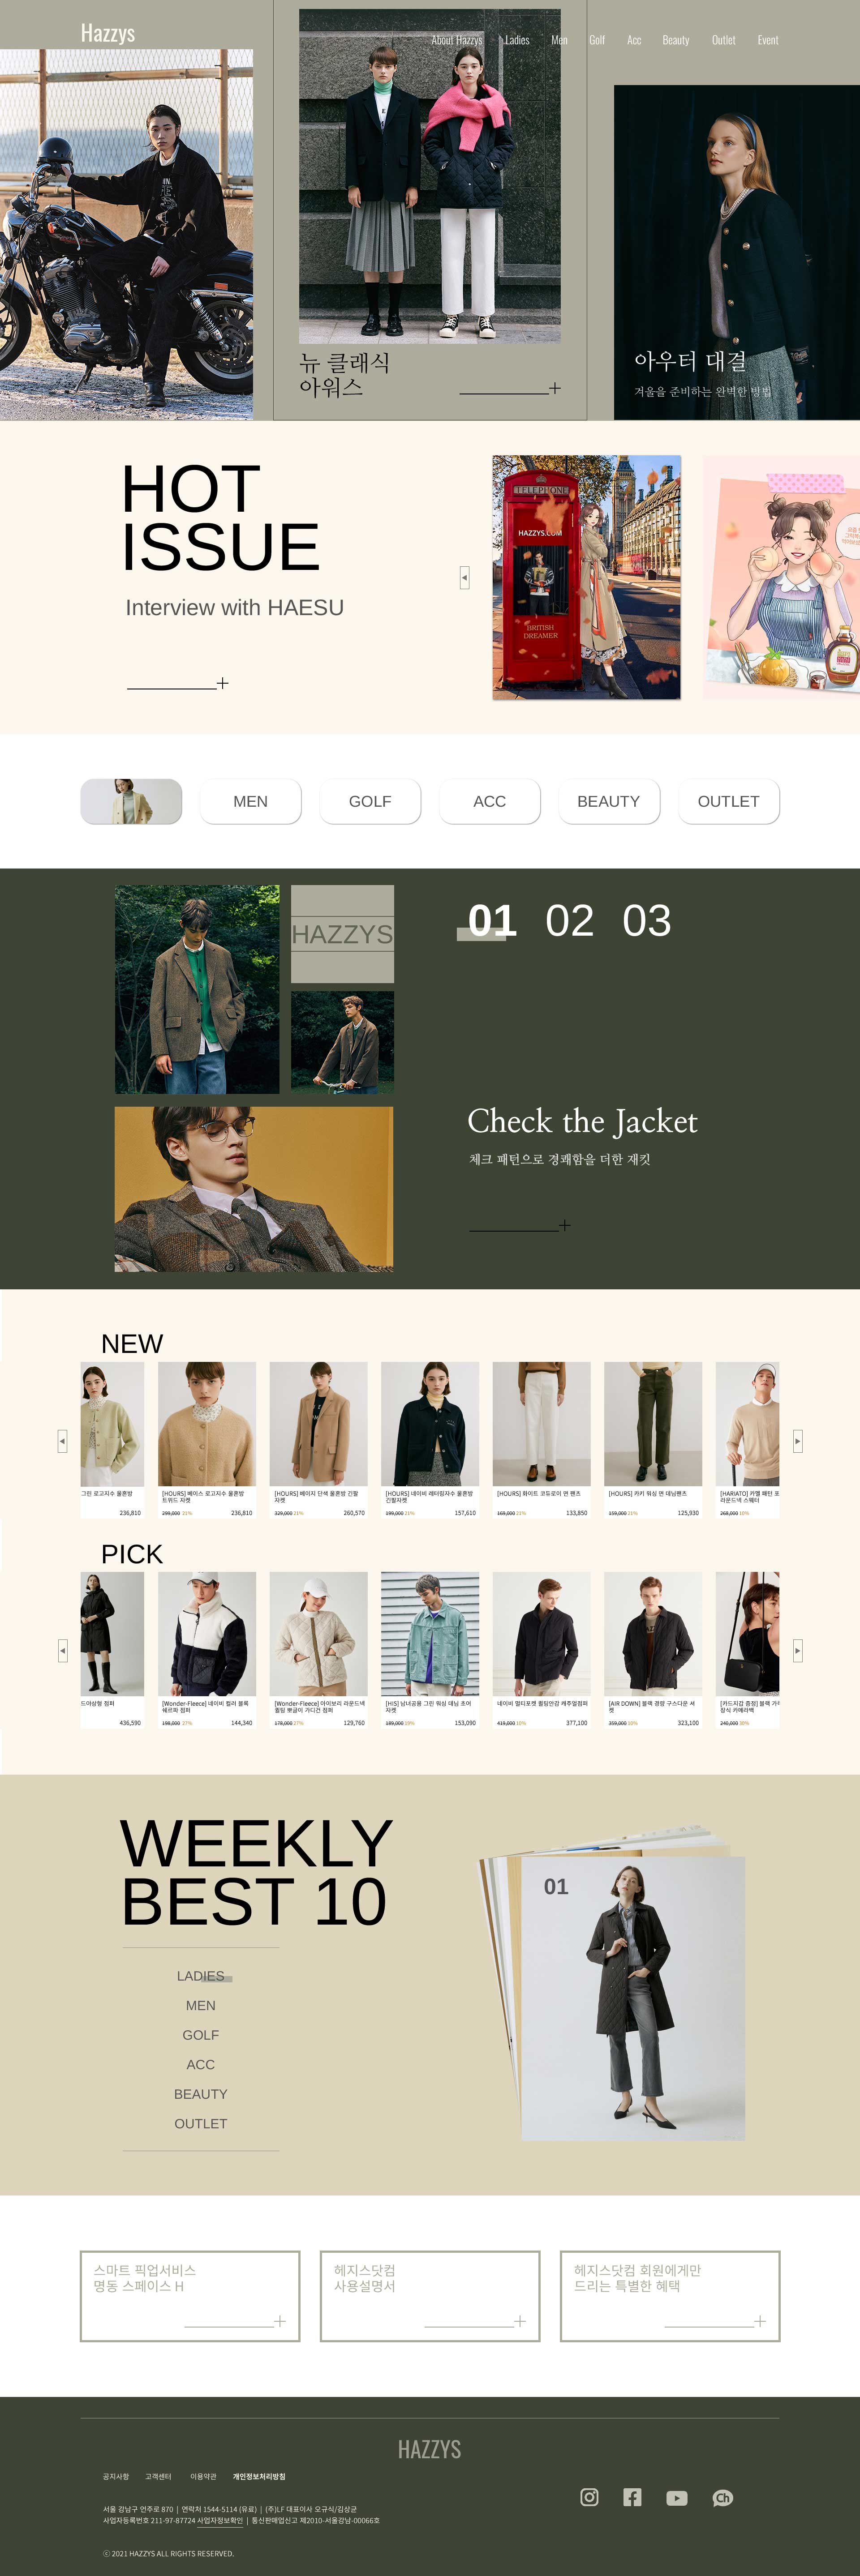 Hazzys
About Hazzys
Ladies
Men
Golf
Acc
Beauty
Outlet
Event
뉴 클래식
아워스
아우터 대결
겨울을 준비하는 완벽한 방법
HOT
ISSUE
Interview with HAESU
TELEPHONE
HAZZYS.COM
BRITISH
DREAMER
MEN
GOLF
ACC
BEAUTY
OUTLET
HAZZYS
01 02 03
Check the Jacket
체크 패턴으로 경쾌함을 더한 재킷
NEW
그린 로고지수 울혼방
236,810
[HOURS] 베이스 로고지수 울혼방
트위드 자켓
299,000 21% 236,810
[HOURS] 베이지 단색 울혼방 긴팔
자켓
329,000 21% 260,570
[HOURS] 네이비 레터링자수 울혼방
긴팔자켓
199,000 21% 157,610
[HOURS] 화이트 코듀로이 면 팬츠
169,000 21% 133,850
[HOURS] 카키 워싱 면 데님팬츠
159,000 21% 125,930
[HARIATO] 카멜 패턴 포
라운드넥 스웨터
268,000 10%
PICK
드야상형 점퍼
436,590
[Wonder-Fleece] 네이비 컬러 블록
쉐르파 점퍼
198,000 27% 144,340
[Wonder-Fleece] 아이보리 라운드넥
퀼팅 뽀글이 가디건 점퍼
178,000 27% 129,760
[HIS] 남녀공용 그린 워싱 데님 초어
자켓
189,000 19% 153,090
네이비 멀티포켓 퀼팅안감 캐주얼점퍼
419,000 10% 377,100
[AIR DOWN] 블랙 경량 구스다운 셔
켓
359,000 10% 323,100
[카드지갑 증정] 블랙 가
장식 카메라백
240,000 30%
WEEKLY
BEST 10
01
LADIES
MEN
GOLF
ACC
BEAUTY
OUTLET
스마트 픽업서비스
명동 스페이스 H
헤지스닷컴
사용설명서
헤지스닷컴 회원에게만
드리는 특별한 혜택
HAZZYS
공지사항 고객센터 이용약관 개인정보처리방침
서울 강남구 언주로 870 | 연락처 1544-5114 (유료) | (주)LF 대표이사 오규식/김상균
사업자등록번호 211-97-87724 사업자정보확인 | 통신판매업신고 제2010-서울강남-00066호
Ch
ⓒ 2021 HAZZYS ALL RIGHTS RESERVED.